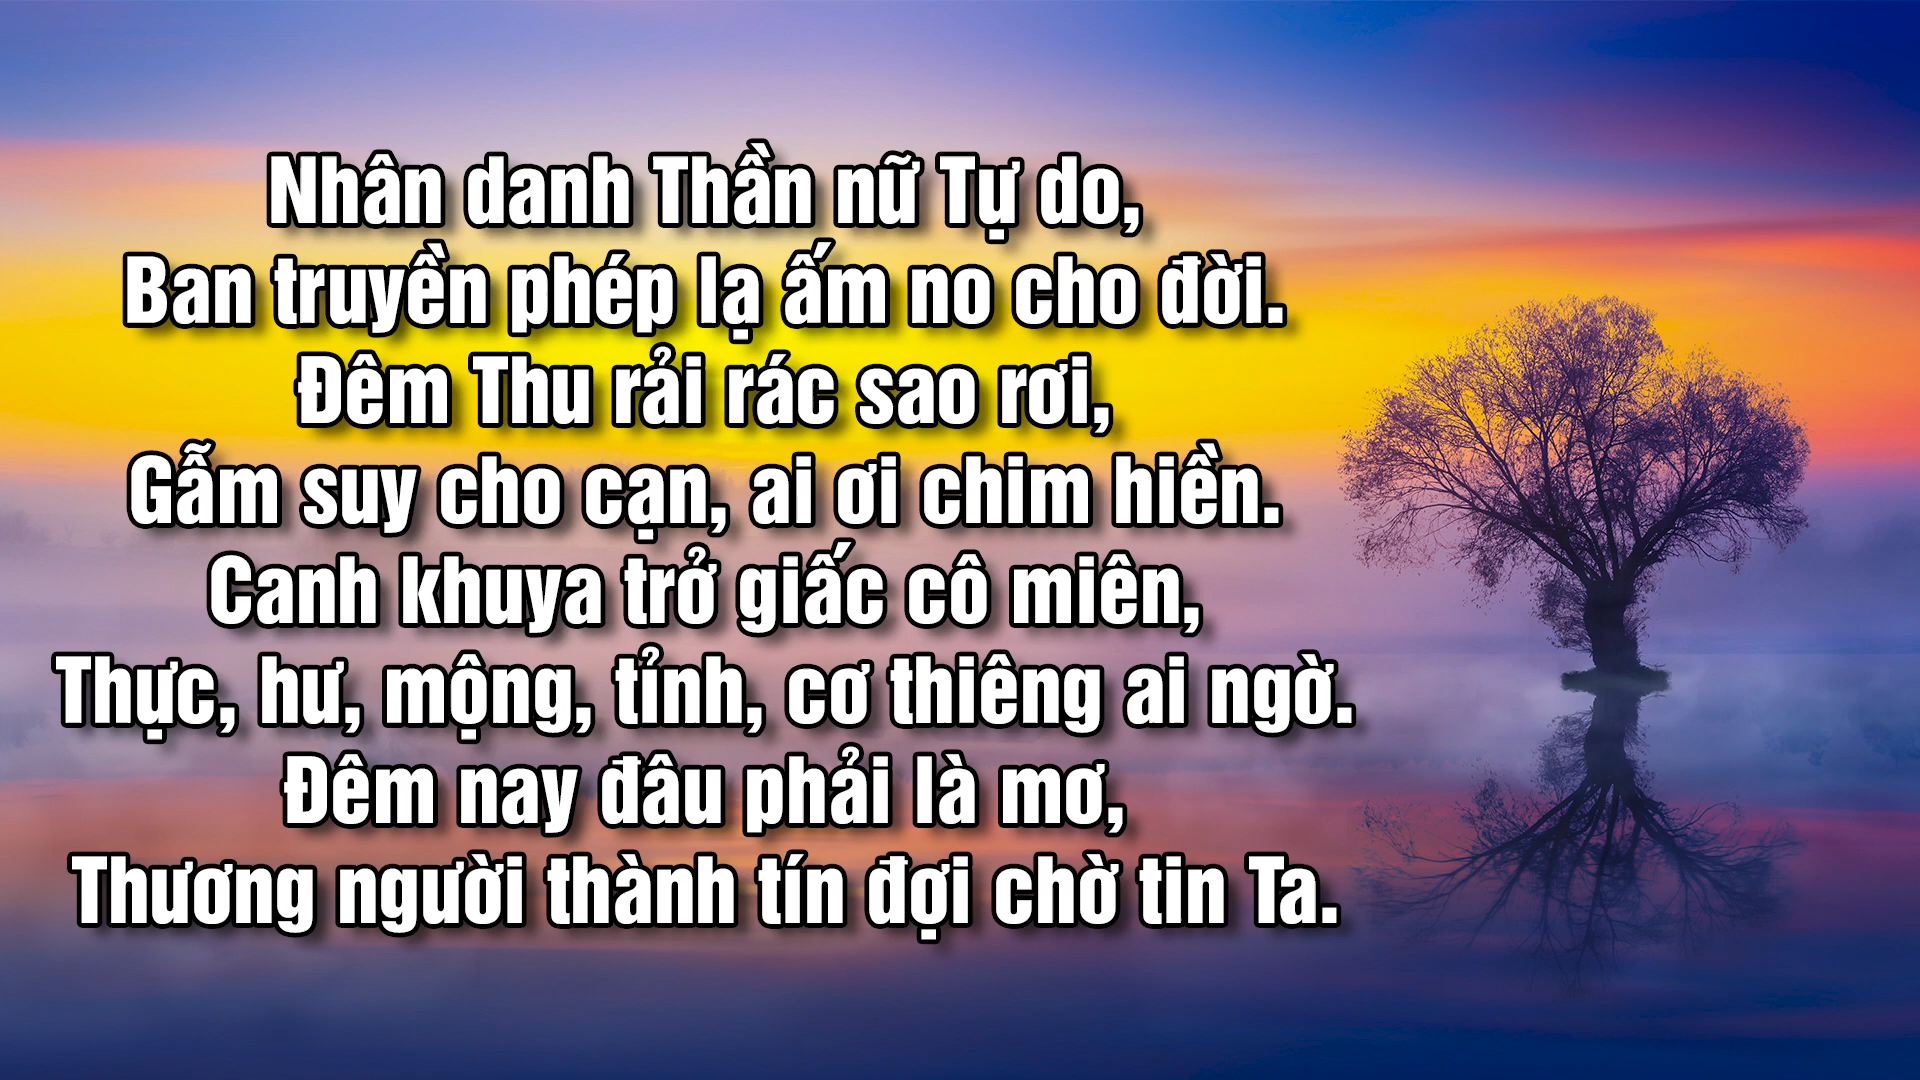 Nhân danh Thần nữ Tự do,
Ban truyền phép lạ ấm no cho đời.
Đêm Thu rải rác sao rơi,
Gẫm suy cho cạn, ai ơi chim hiền.
Canh khuya trở giấc cô miên,
Thực, hư, mộng, tỉnh, cơ thiêng ai ngờ.
Đêm nay đâu phải là mơ,
Thương người thành tín đợi chờ tin Ta.